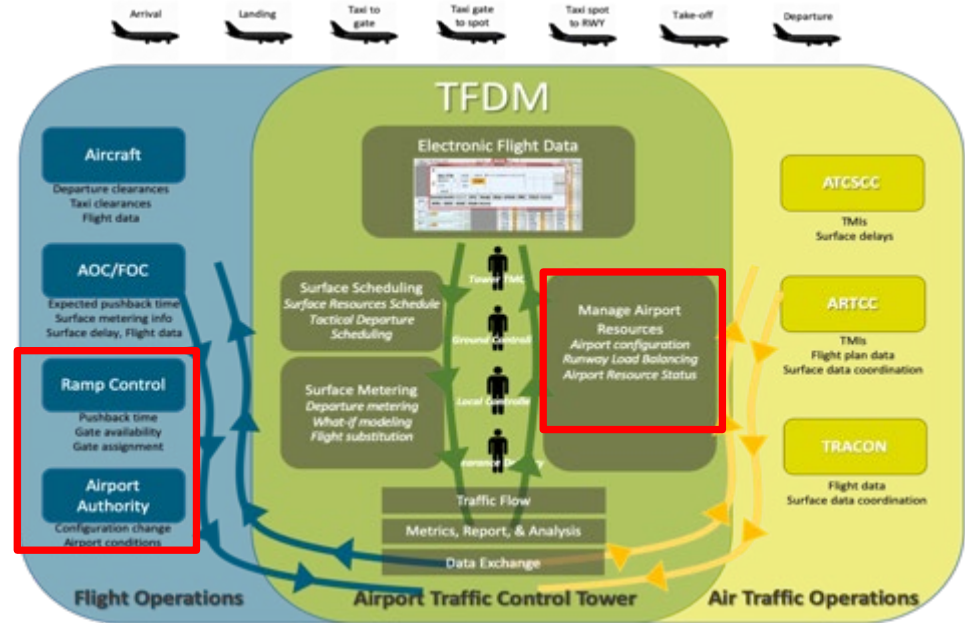 Arrival
Landing
Taxi to
gate
Taxi gate
to spot
Taxi spot
to RWY
Take-off
Departure
TFDM
Electronic Flight Data
Aircraft
Departure clearances
Taxi clearances
Flight data
AOC/FOC
Expected pushback time
Surface metering info
Surface delay, Flight data
Ramp Control
Pushback time
Gate availability
Gate assignment
Airport
Authority
Configuration change
Airport conditions
Surface Scheduling
Surface Resources Schedule
Tactical Departure
Scheduling
Surface Metering
Departure metering
What-if modeling
Flight substitution
Tower TMC
Ground Controll
Local Controlle
Manage Airport
Resources
Airport configuration
Runway Load Balancing
Airport Resource Status
Traffic Flow
Metrics, Report, & Analysis
Data Exchange
ATCSCC
TMIs
Surface delays
ARTCC
TMIs
Flight plan data
Surface data coordination
TRACON
Flight data
Surface data coordination
Flight Operations
Airport Traffic Control Tower
Air Traffic Operations